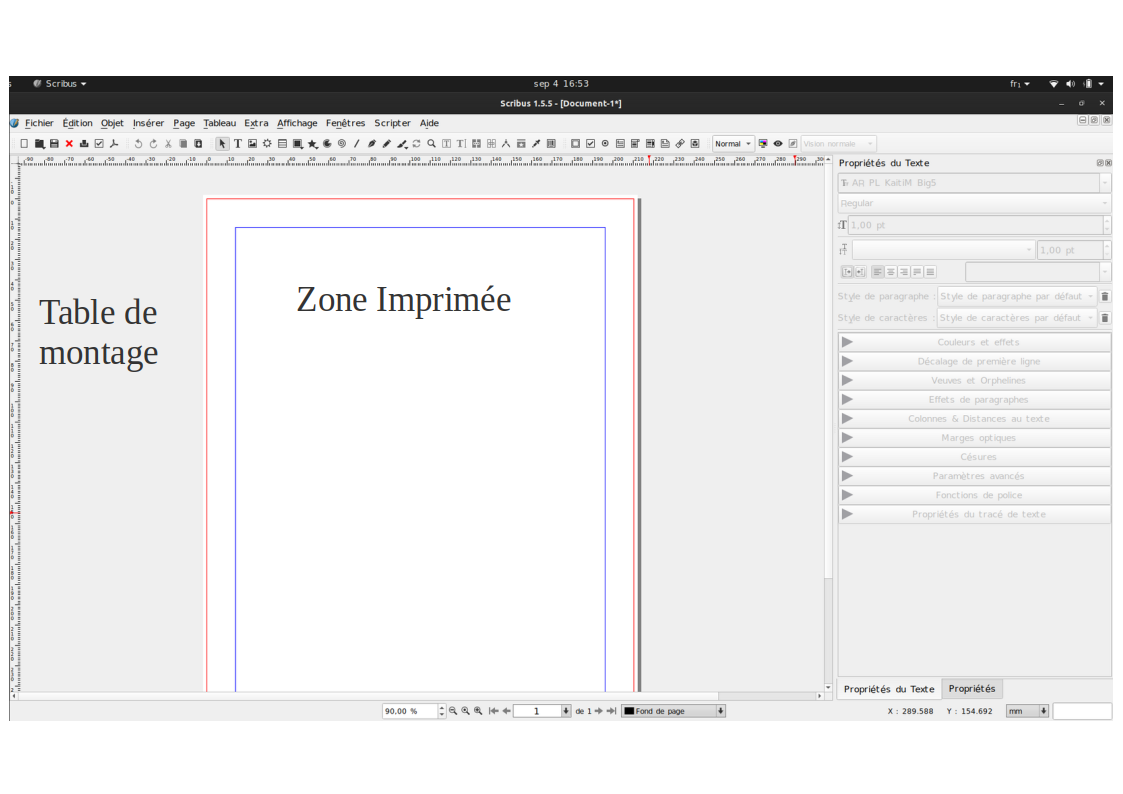 Scribus
sep 4 16:53
fr₁
Scribus 1.5.5 - [Document-1*]
Fichier Édition Objet Insérer Page Tableau Extra Affichage Fenêtres Scripter Aide
Normal
Vision normale
Propriétés du Texte
AR PL KaitiM Big5
Regular
1,00 pt
1,00 pt
Style de paragraphe : Style de paragraphe par défaut
Style de caractères : Style de caractères par défaut
Couleurs et effets
Décalage de première ligne
Veuves et Orphelines
Effets de paragraphes
Colonnes & Distances au texte
Marges optiques
Césures
Paramètres avancés
Fonctions de police
Propriétés du tracé de texte
Zone Imprimée
Table de
montage
Propriétés du Texte Propriétés
90,00 % 1 de 1 Fond de page X : 289.588 Y : 154.692 mm